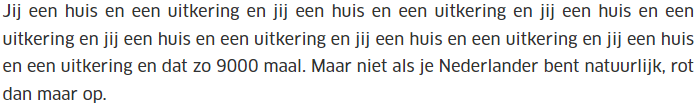 Jij een huis en een uitkering en jij een huis en een uitkering en jij een huis en een
uitkering en jij een huis en een uitkering en jij een huis en een uitkering en jij een huis
en een uitkering en dat zo 9000 maal. Maar niet als je Nederlander bent natuurlijk, rot
dan maar op.